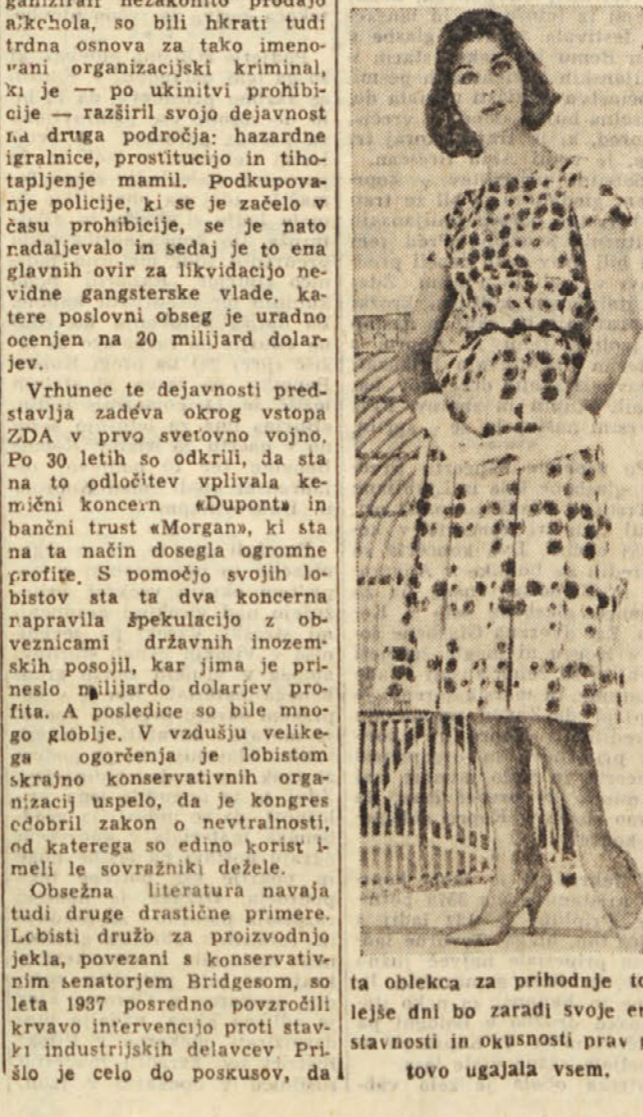 ganizirali nezakonito prodajo
alkohola, so bili hkrati tudi
trdna osnova za tako imeno-
vani organizacijski kriminal,
ki je — po ukinitvi prohibi-
cije — razširil svojo dejavnost
na druga področja: hazardne
igralnice, prostitucijo in tiho-
tapljenje mamil. Podkupova-
nje policije, ki se je začelo v
času prohibicije, se je nato
nadaljevalo in sedaj je to ena
glavnih ovir za likvidacijo ne-
vidne gangsterske vlade, ka-
tere poslovni obseg je uradno
ocenjen na 20 milijard dolar-
jev.
Vrhunec te dejavnosti pred-
stavlja zadeva okrog vstopa
ZDA v prvo svetovno vojno.
Po 30 letih so odkrili, da sta
na to odločitev vplivala ke-
mični koncern «Dupont» in
bančni trust «Morgan», ki sta
na ta način dosegla ogromne
profite. S pomočjo svojih lo-
bistov sta ta dva koncerna
napravila špekulacijo z ob-
veznicami državnih inozem-
skih posojil, kar jima je pri-
neslo milijardo dolarjev pro-
fita. A posledice so bile mno-
go globlje. V vzdušju velike-
ga ogorčenja je lobistom
skrajno konservativnih orga-
nizacij uspelo, da je kongres
odobril zakon o nevtralnosti,
od katerega so edino korist i-
meli le sovražniki dežele.
Obsežna literatura navaja
tudi druge drastične primere.
Lobisti družb za proizvodnjo
jekla, povezani s konservativ-
nim senatorjem Bridgesom, so
leta 1937 posredno povzročili
krvavo intervencijo proti stav-
ki industrijskih delavcev. Pri-
šlo je celo do poskusov, da
ta oblekca za prihodnje to
lejše dni bo zaradi svoje en
stavnosti in okusnosti prav
tovo ugajala vsem.